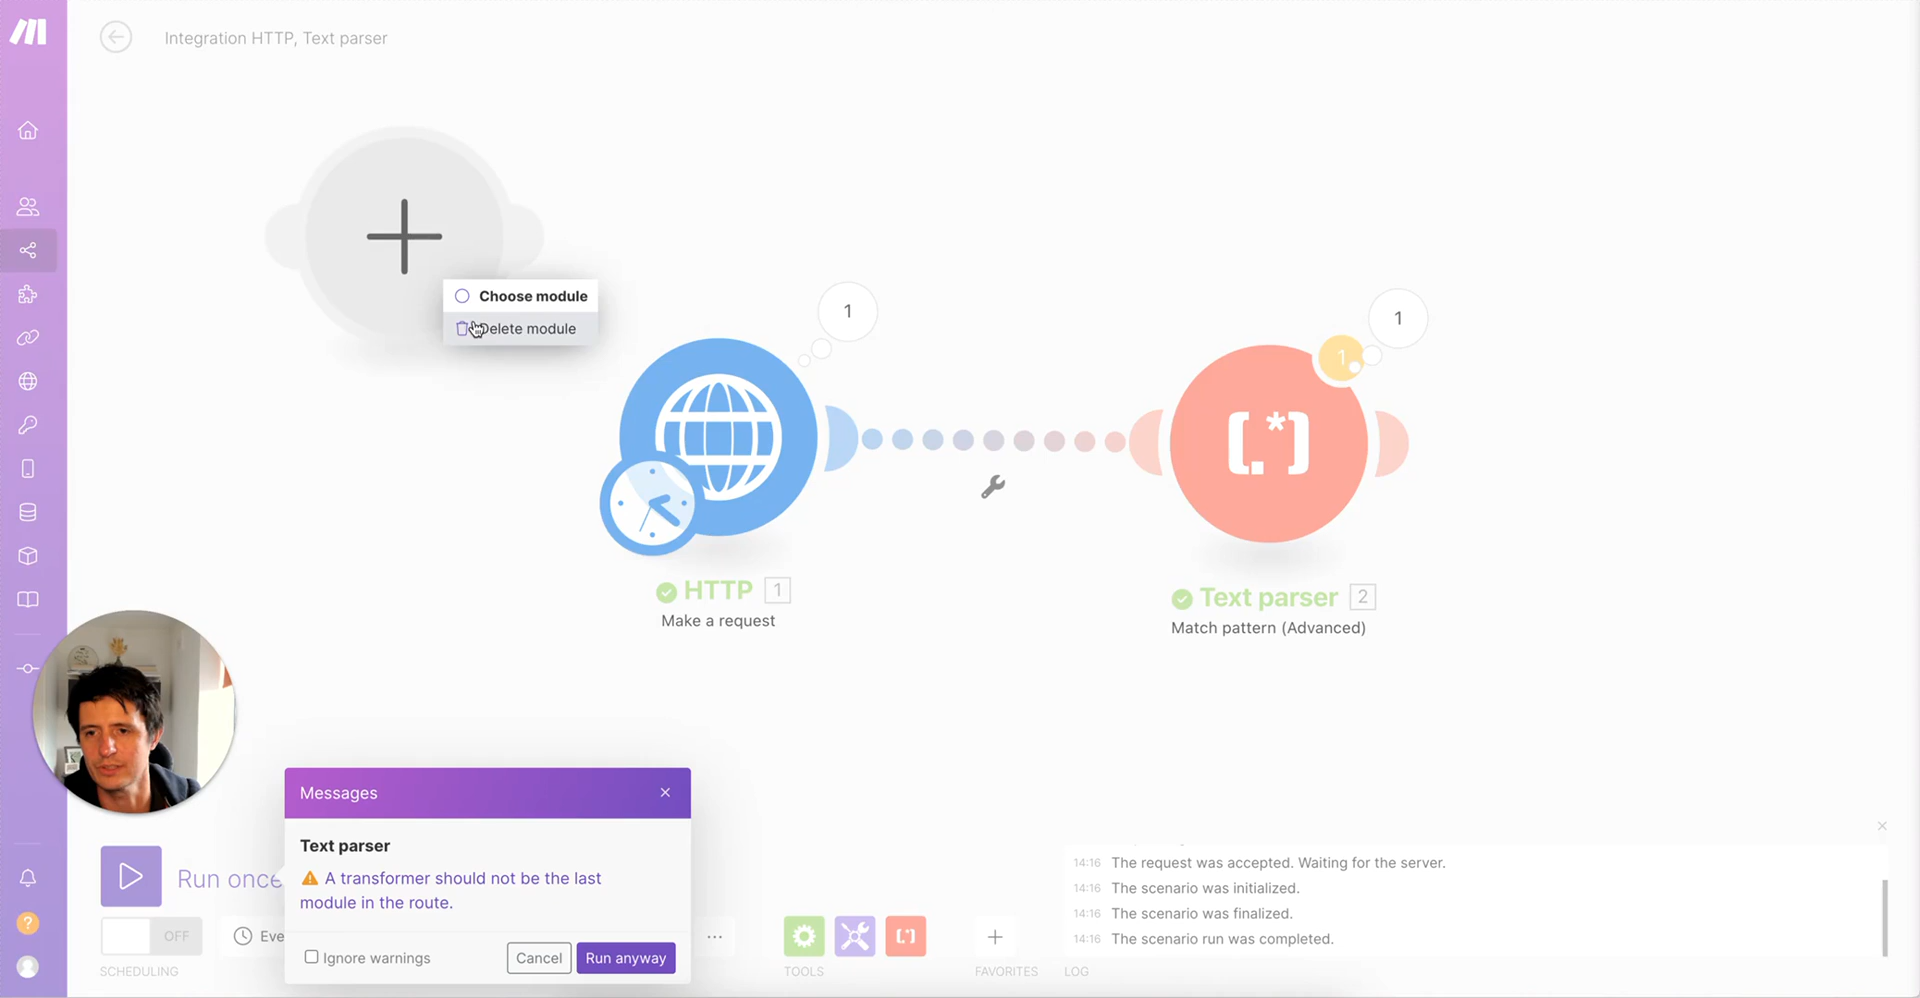 Integration HTTP, Text parser
Choose module
Delete module
1
1
1
[.*]
HTTP 1
Make a request
Text parser 2
Match pattern (Advanced)
Messages
Text parser
A transformer should not be the last
module in the route.
Ignore warnings
Cancel
Run anyway
Run once
OFF
Eve
SCHEDULING
...
[.*]
TOOLS
FAVORITES
LOG
14:16 The request was accepted. Waiting for the server.
14:16 The scenario was initialized.
14:16 The scenario was finalized.
14:16 The scenario run was completed.
?